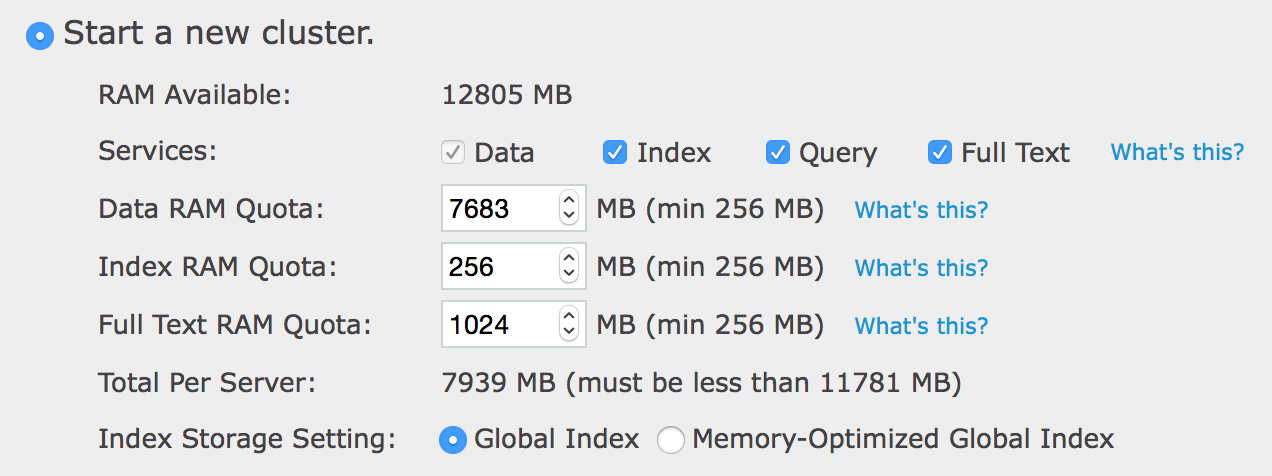 Start a new cluster.
RAM Available: 12805 MB
Services: Data Index Query Full Text What's this?
Data RAM Quota: 7683 MB (min 256 MB) What's this?
Index RAM Quota: 256 MB (min 256 MB) What's this?
Full Text RAM Quota: 1024 MB (min 256 MB) What's this?
Total Per Server: 7939 MB (must be less than 11781 MB)
Index Storage Setting: Global Index Memory-Optimized Global Index